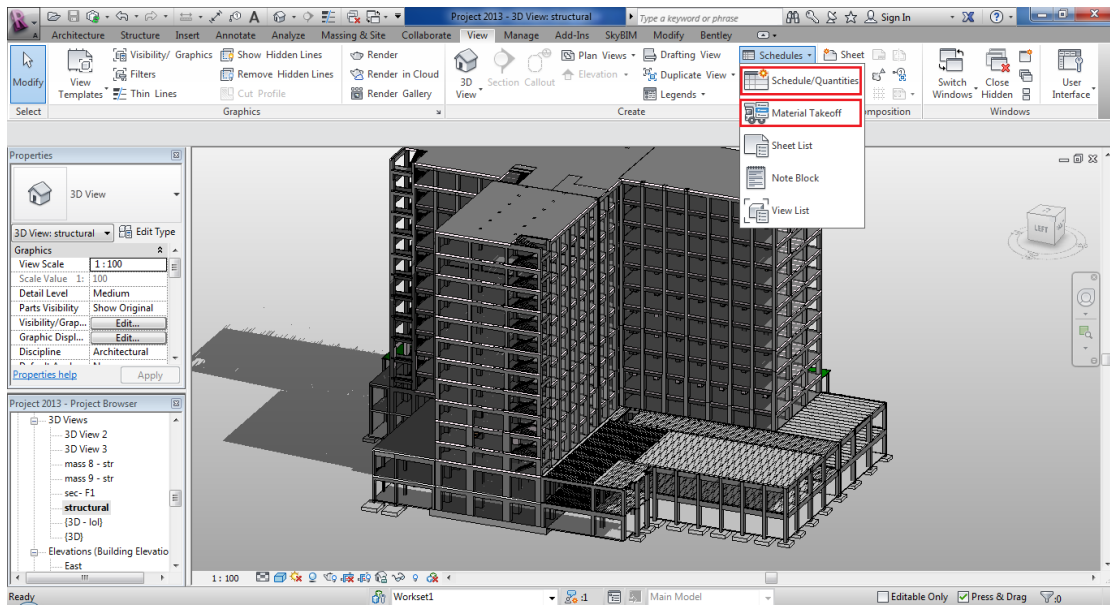 Project 2013 - 3D View: structural
Type a keyword or phrase
Sign In
Architecture Structure Insert Annotate Analyze Massing & Site Collaborate View Manage Add-Ins SkyBIM Modify Bentley
Modify
View Templates
Visibility/ Graphics
Filters
Thin Lines
Show Hidden Lines
Remove Hidden Lines
Cut Profile
Render
Render in Cloud
Render Gallery
3D View
Section
Callout
Plan Views
Elevation
Drafting View
Duplicate View
Legends
Schedules
Sheet
Switch Windows
Close Hidden
User Interface
Select
Graphics
Create
mposition
Windows
Schedule/Quantities
Material Takeoff
Sheet List
Note Block
View List
Properties
3D View
3D View: structural
Edit Type
Graphics
View Scale 1 : 100
Scale Value 1: 100
Detail Level Medium
Parts Visibility Show Original
Visibility/Grap... Edit...
Graphic Displ... Edit...
Discipline Architectural
Properties help
Apply
Project 2013 - Project Browser
3D Views
3D View 2
3D View 3
mass 8 - str
mass 9 - str
sec- F1
structural
{3D - lol}
{3D}
Elevations (Building Elevatio
East
LEFT
1 : 100
Ready
Workset1
:1
Main Model
Editable Only
Press & Drag
:0